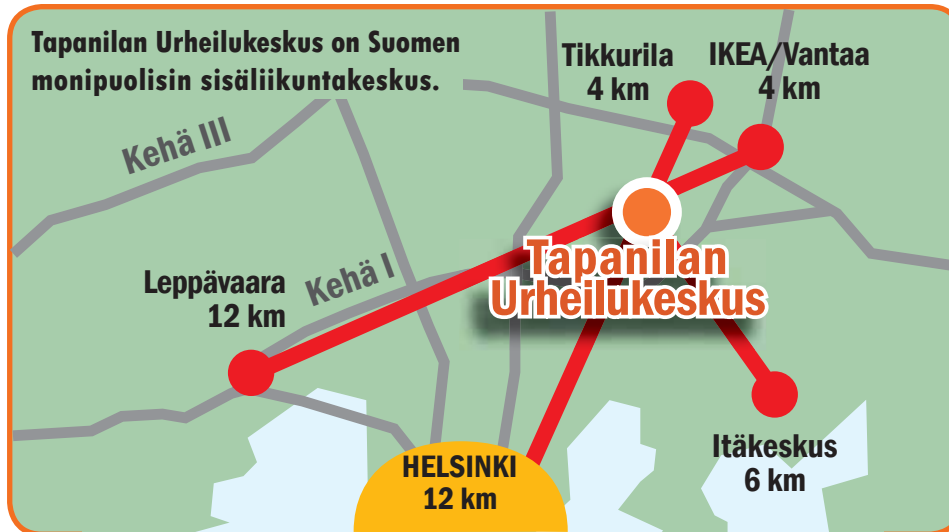 Tapanilan Urheilukeskus on Suomen
monipuolisin sisäliikuntakeskus.
Tikkurila
4 km
IKEA/Vantaa
4 km
Kehä III
Leppävaara
12 km
Kehä I
Tapanilan
Urheilukeskus
HELSINKI
12 km
Itäkeskus
6 km